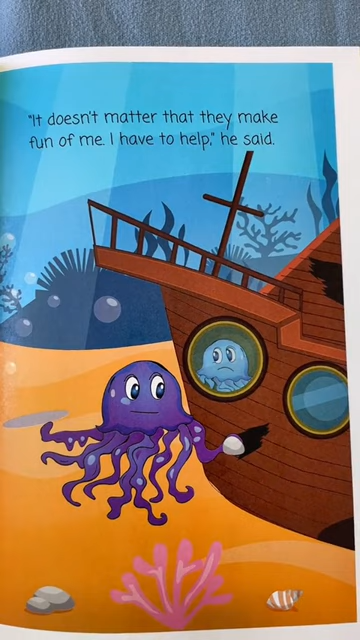 "It doesn't matter that they make
fun of me. I have to help," he said.